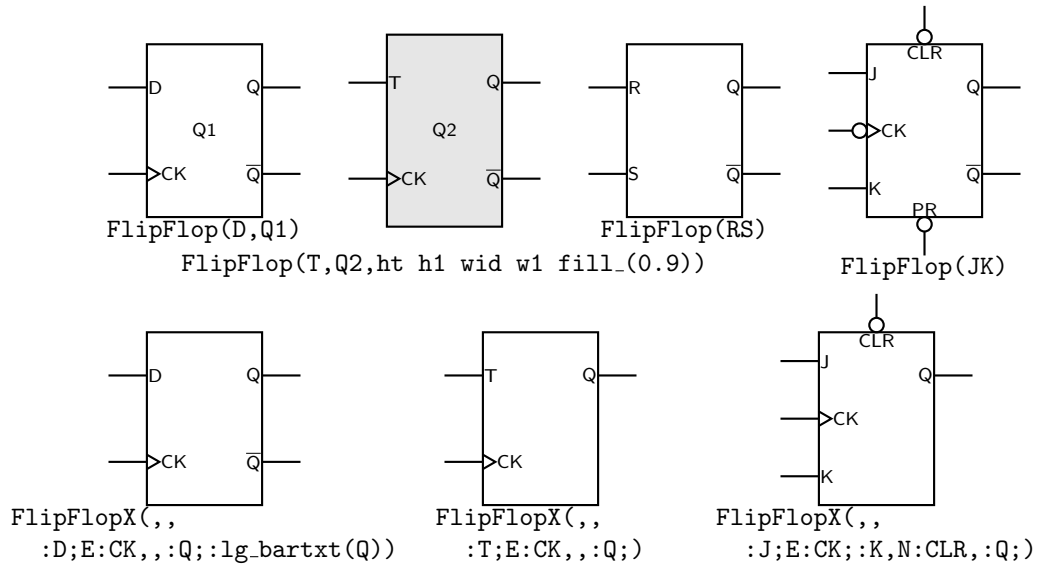 CLR
D Q T Q R Q J Q
Q1 Q2 CK
CK Q̅ CK Q̅ S Q̅ K Q̅
PR
FlipFlop(D,Q1) FlipFlop(RS)
FlipFlop(T,Q2,ht h1 wid w1 fill_(0.9)) FlipFlop(JK)
CLR
D Q T Q J Q
CK
CK Q̅ CK K
FlipFlopX(,, FlipFlopX(,, FlipFlopX(,,
:D;E:CK,,:Q;:lg_bartxt(Q)) :T;E:CK,,:Q;) :J;E:CK;:K,N:CLR,:Q;)